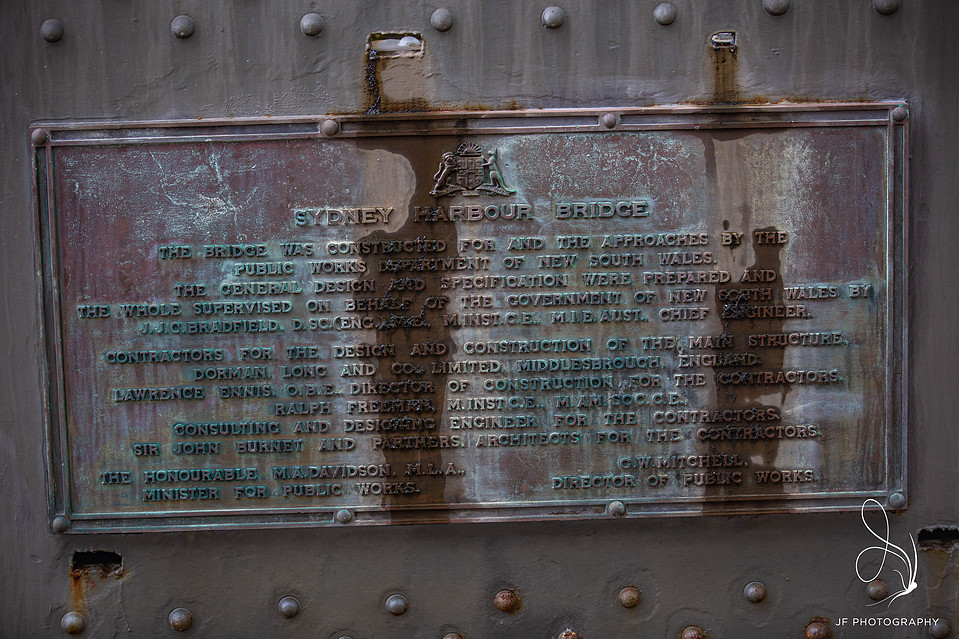 SYDNEY HARBOUR BRIDGE
THE BRIDGE WAS CONSTRUCTED FOR AND THE APPROACHES BY THE
PUBLIC WORKS DEPARTMENT OF NEW SOUTH WALES.
THE GENERAL DESIGN AND SPECIFICATION WERE PREPARED AND
THE WHOLE SUPERVISED ON BEHALF OF THE GOVERNMENT OF NEW SOUTH WALES BY
J.J.C. BRADFIELD, D.SC.(ENG.), M.INST.C.E., M.I.E.AUST., CHIEF ENGINEER.
CONTRACTORS FOR THE DESIGN AND CONSTRUCTION OF THE MAIN STRUCTURE,
DORMAN, LONG AND CO. LIMITED, MIDDLESBROUGH, ENGLAND.
LAWRENCE ENNIS, O.B.E. DIRECTOR OF CONSTRUCTION FOR THE CONTRACTORS.
RALPH FREEMAN, M.INST.C.E. M.AM.SOC.C.E.
CONSULTING AND DESIGNING ENGINEER FOR THE CONTRACTORS.
SIR JOHN BURNET AND PARTNERS, ARCHITECTS FOR THE CONTRACTORS.
THE HONOURABLE M.A.DAVIDSON, M.L.A.,
MINISTER FOR PUBLIC WORKS.
G.W.MITCHELL,
DIRECTOR OF PUBLIC WORKS.
JF PHOTOGRAPHY